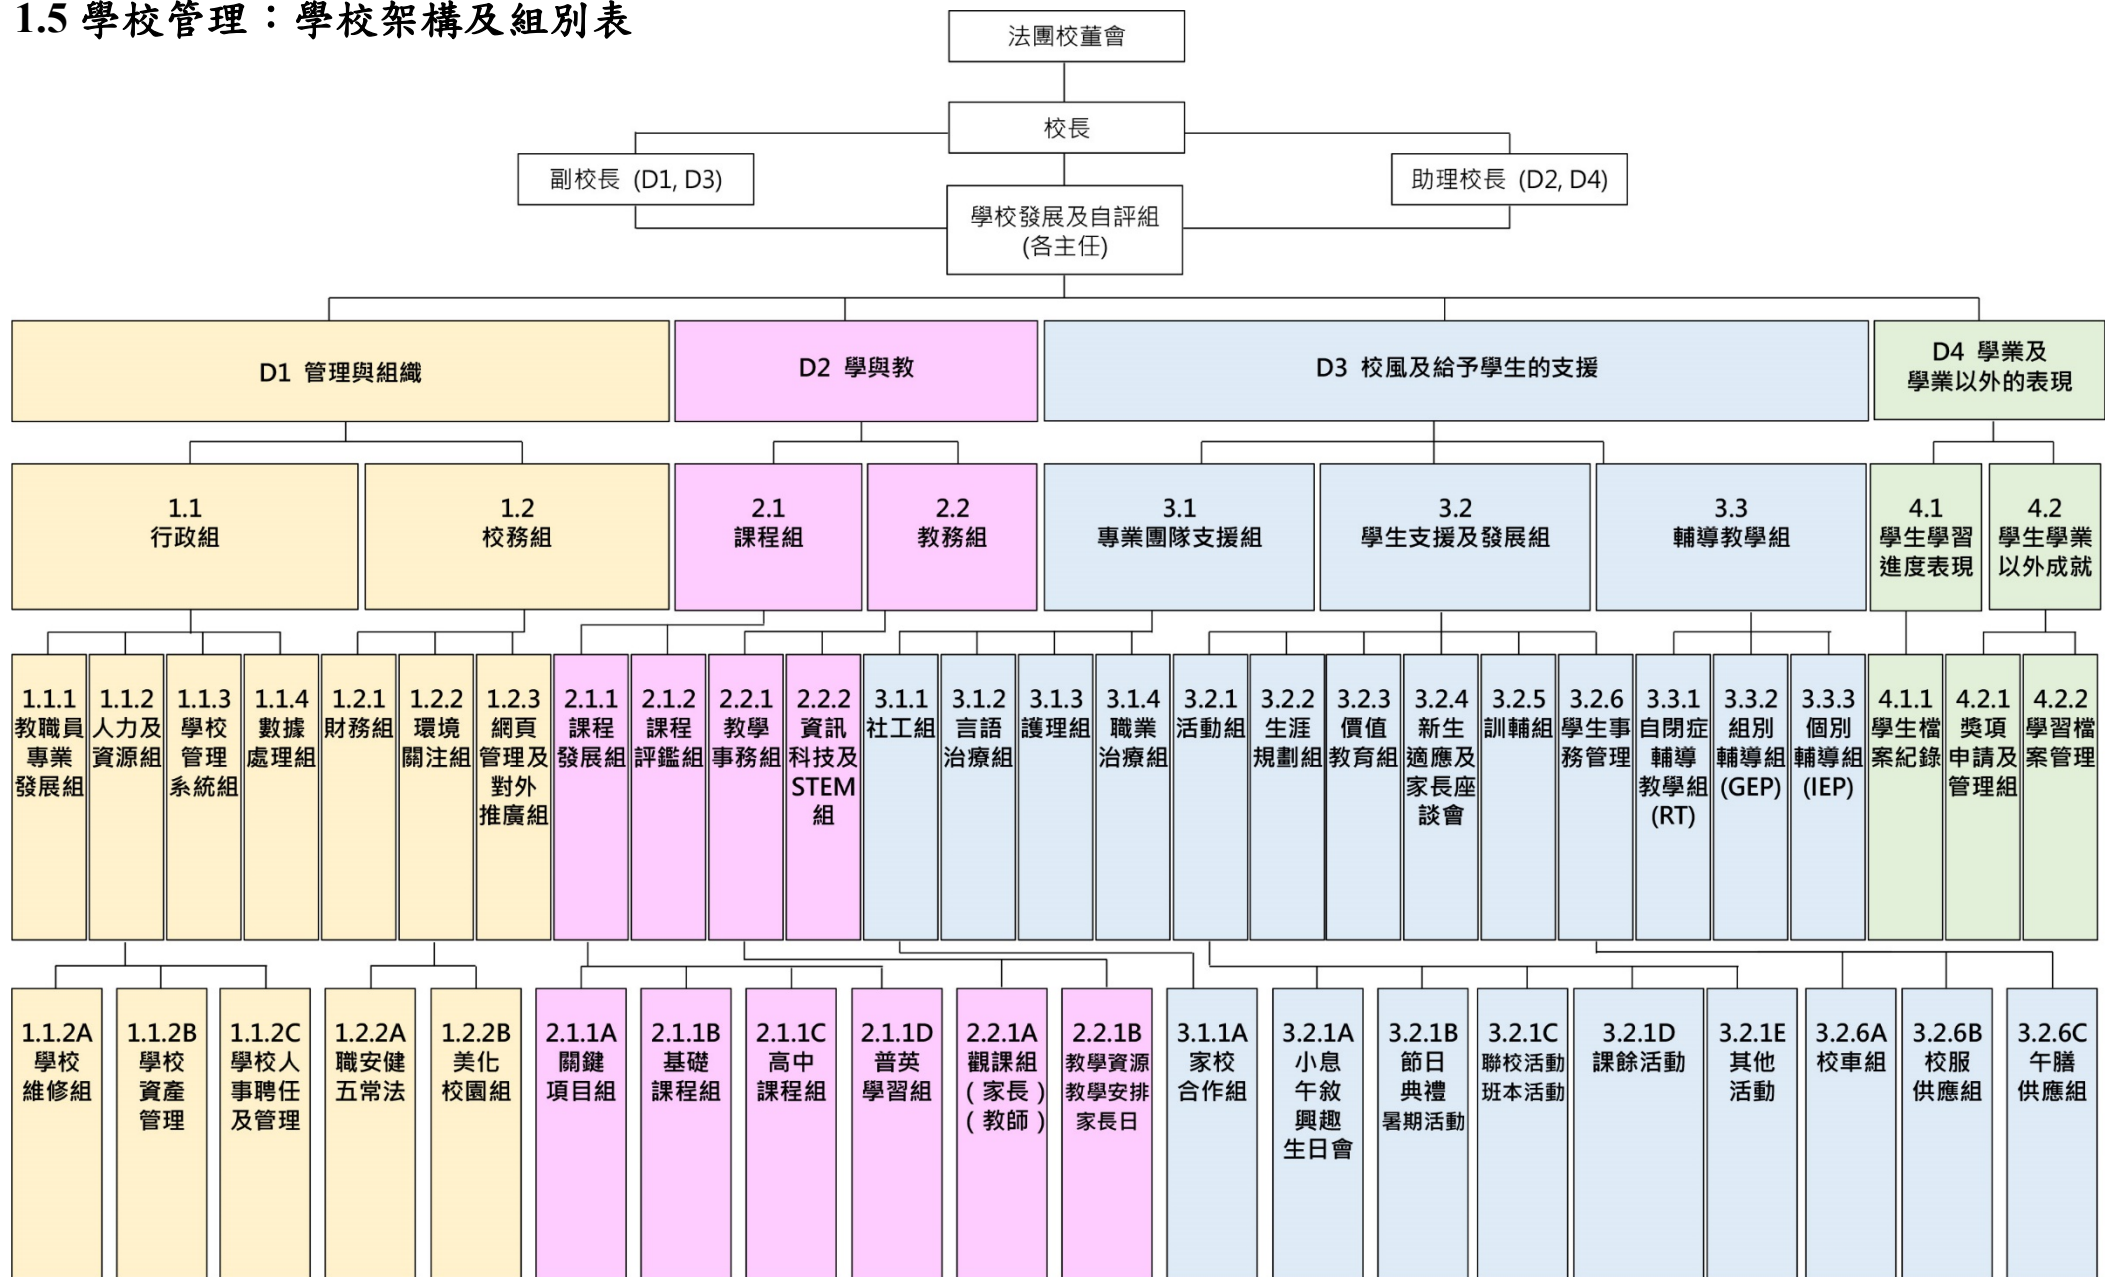 1.5 學校管理：學校架構及組別表
法團校董會
校長
副校長 (D1, D3)
助理校長 (D2, D4)
學校發展及自評組
(各主任)
D1 管理與組織
D2 學與教
D3 校風及給予學生的支援
D4 學業及
學業以外的表現
1.1
行政組
1.2
校務組
2.1
課程組
2.2
教務組
3.1
專業團隊支援組
3.2
學生支援及發展組
3.3
輔導教學組
4.1
學生學習
進度表現
4.2
學生學業
以外成就
1.1.1
教職員
專業
發展組
1.1.2
人力及
資源組
1.1.3
學校
管理
系統組
1.1.4
數據
處理組
1.2.1
財務組
1.2.2
環境
關注組
1.2.3
網頁
管理及
對外
推廣組
2.1.1
課程
發展組
2.1.2
課程
評鑑組
2.2.1
教學
事務組
2.2.2
資訊
科技及
STEM
組
3.1.1
社工組
3.1.2
言語
治療組
3.1.3
護理組
3.1.4
職業
治療組
3.2.1
活動組
3.2.2
生涯
規劃組
3.2.3
價值
教育組
3.2.4
新生
適應及
家長座
談會
3.2.5
訓輔組
3.2.6
學生事
務管理
3.3.1
自閉症
輔導
教學組
(RT)
3.3.2
組別
輔導組
(GEP)
3.3.3
個別
輔導組
(IEP)
4.1.1
學生檔
案紀錄
4.2.1
獎項
申請及
管理組
4.2.2
學習檔
案管理
1.1.2A
學校
維修組
1.1.2B
學校
資產
管理
1.1.2C
學校人
事聘任
及管理
1.2.2A
職安健
五常法
1.2.2B
美化
校園組
2.1.1A
關鍵
項目組
2.1.1B
基礎
課程組
2.1.1C
高中
課程組
2.1.1D
普英
學習組
2.2.1A
觀課組
(家長)
(教師)
2.2.1B
教學資源
教學安排
家長日
3.1.1A
家校
合作組
3.2.1A
小息
午敘
興趣
生日會
3.2.1B
節日
典禮
暑期活動
3.2.1C
聯校活動
班本活動
3.2.1D
課餘活動
3.2.1E
其他
活動
3.2.6A
校車組
3.2.6B
校服
供應組
3.2.6C
午膳
供應組